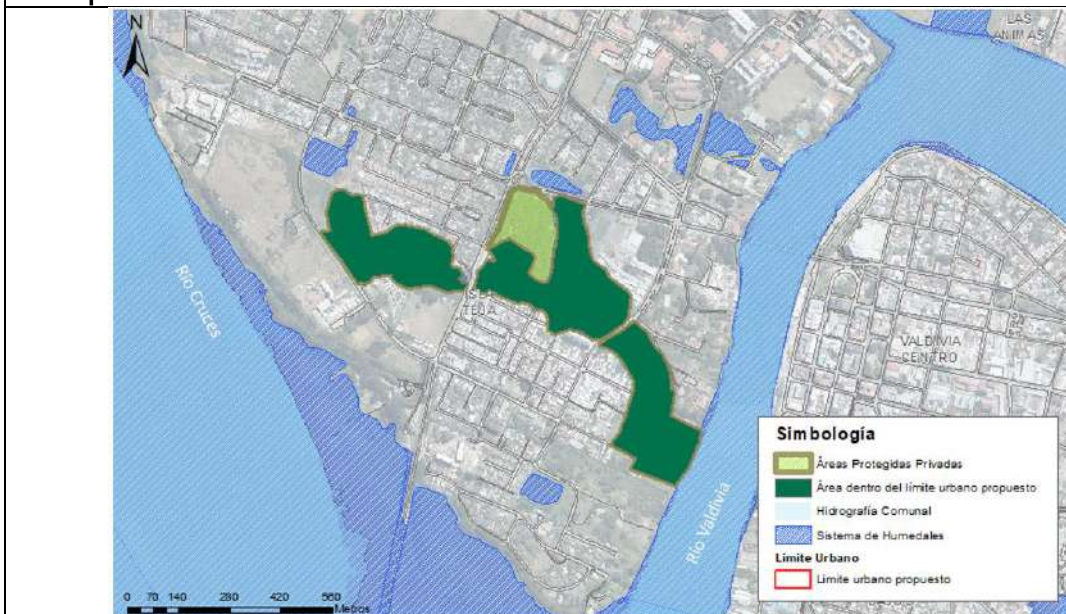 N
LAS
ANIMAS
Río Cruces
ISLA
TEJA
VALDIVIA
CENTRO
Río Valdivia
Simbología
Áreas Protegidas Privadas
Área dentro del límite urbano propuesto
Hidrografía Comunal
Sistema de Humedales
Limite Urbano
Limite urbano propuesto
0 70 140 280 420 560
Metros